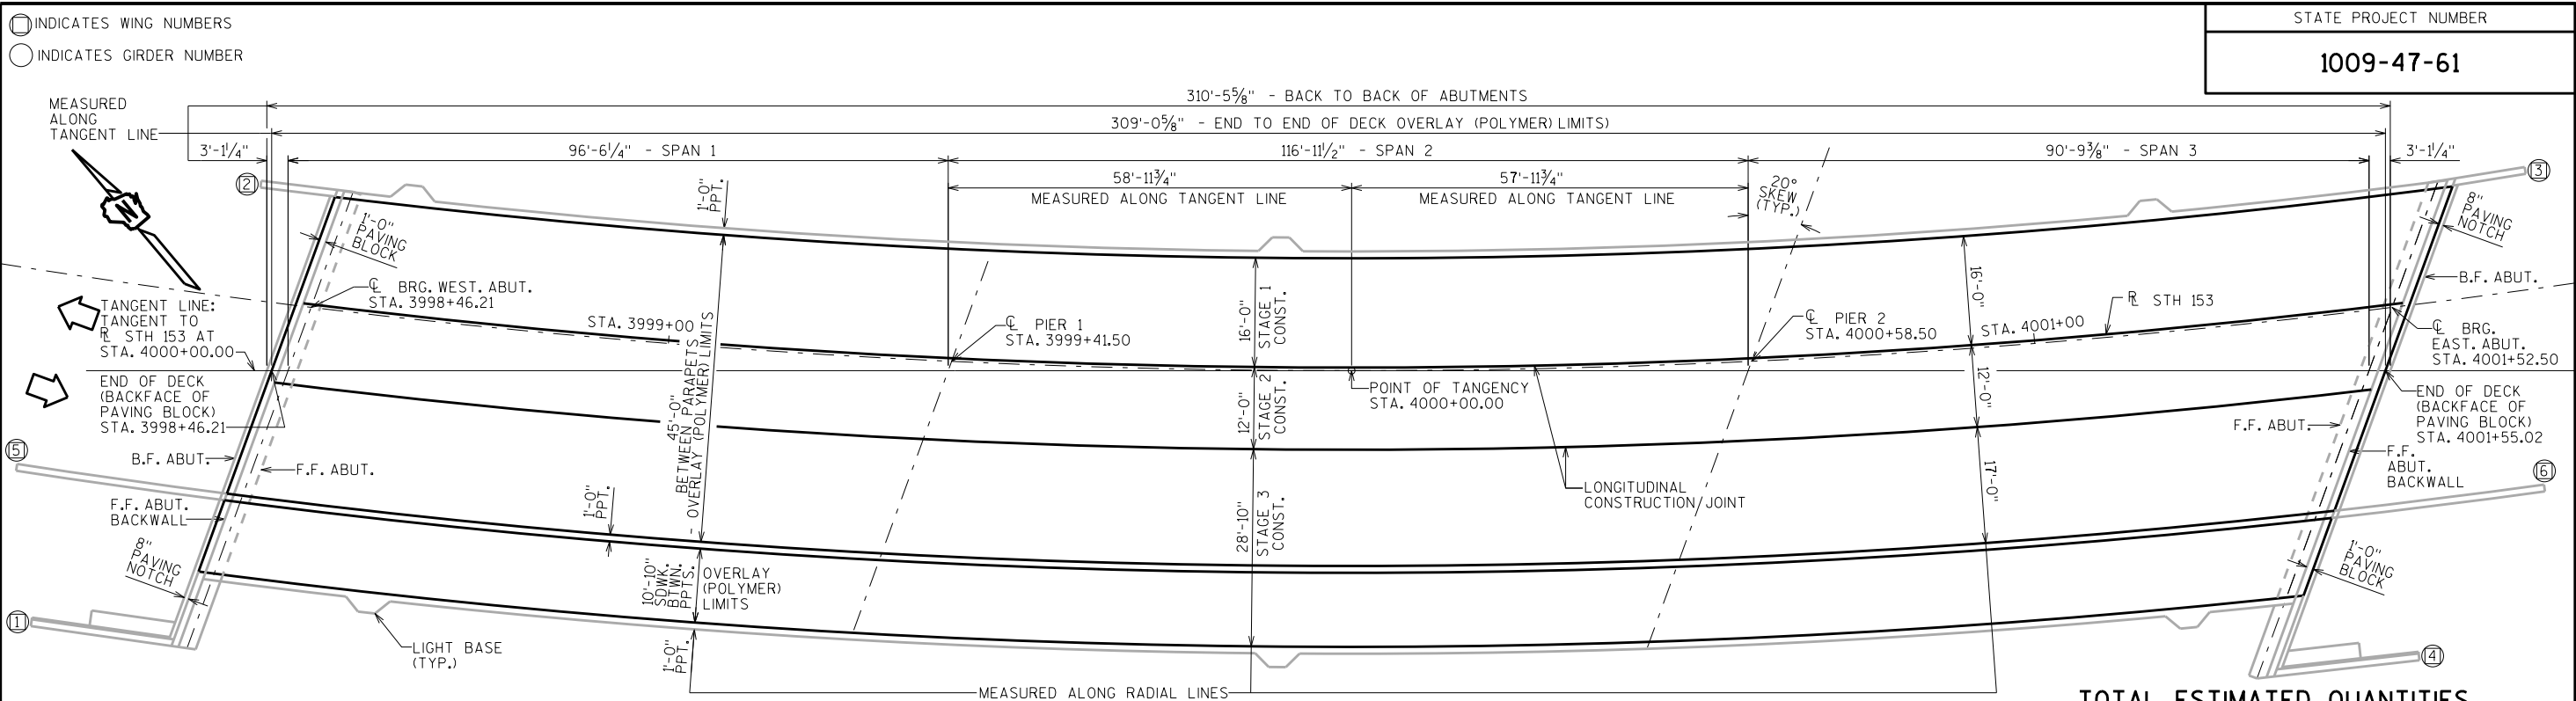 INDICATES WING NUMBERS
INDICATES GIRDER NUMBER
STATE PROJECT NUMBER
1009-47-61
MEASURED
ALONG
TANGENT LINE
310'-5⅝" - BACK TO BACK OF ABUTMENTS
309'-0⅝" - END TO END OF DECK OVERLAY (POLYMER) LIMITS)
3'-1¼"
96'-6¼" - SPAN 1
116'-11½" - SPAN 2
90'-9⅜" - SPAN 3
3'-1¼"
58'-11¾"
MEASURED ALONG TANGENT LINE
57'-11¾"
MEASURED ALONG TANGENT LINE
20°
SKEW
(TYP.)
2
3
1'-0"
PPT.
N
1'-0"
PAVING
BLOCK
8"
PAVING
NOTCH
B.F. ABUT.
℄ BRG. WEST. ABUT.
STA. 3998+46.21
TANGENT LINE:
TANGENT TO
R STH 153 AT
STA. 4000+00.00
STA. 3999+00
℄ PIER 1
STA. 3999+41.50
16'-0"
STAGE 1
CONST.
℄ PIER 2
STA. 4000+58.50
16'-0"
STA. 4001+00
R STH 153
℄ BRG.
EAST. ABUT.
STA. 4001+52.50
END OF DECK
(BACKFACE OF
PAVING BLOCK)
STA. 3998+46.21
45'-0"
BETWEEN PARAPETS
- OVERLAY (POLYMER) LIMITS
12'-0"
STAGE 2
CONST.
POINT OF TANGENCY
STA. 4000+00.00
12'-0"
END OF DECK
(BACKFACE OF
PAVING BLOCK)
STA. 4001+55.02
5
B.F. ABUT.
F.F. ABUT.
F.F. ABUT.
F.F.
ABUT.
BACKWALL
6
F.F. ABUT.
BACKWALL
1'-0"
PPT.
28'-10"
STAGE 3
CONST.
LONGITUDINAL
CONSTRUCTION JOINT
17'-0"
8"
PAVING
NOTCH
10'-10"
SDWK.
BTWN.
PPTS.
OVERLAY
(POLYMER)
LIMITS
1'-0"
PAVING
BLOCK
1
LIGHT BASE
(TYP.)
1'-0"
PPT.
4
MEASURED ALONG RADIAL LINES
TOTAL ESTIMATED QUANTITIES